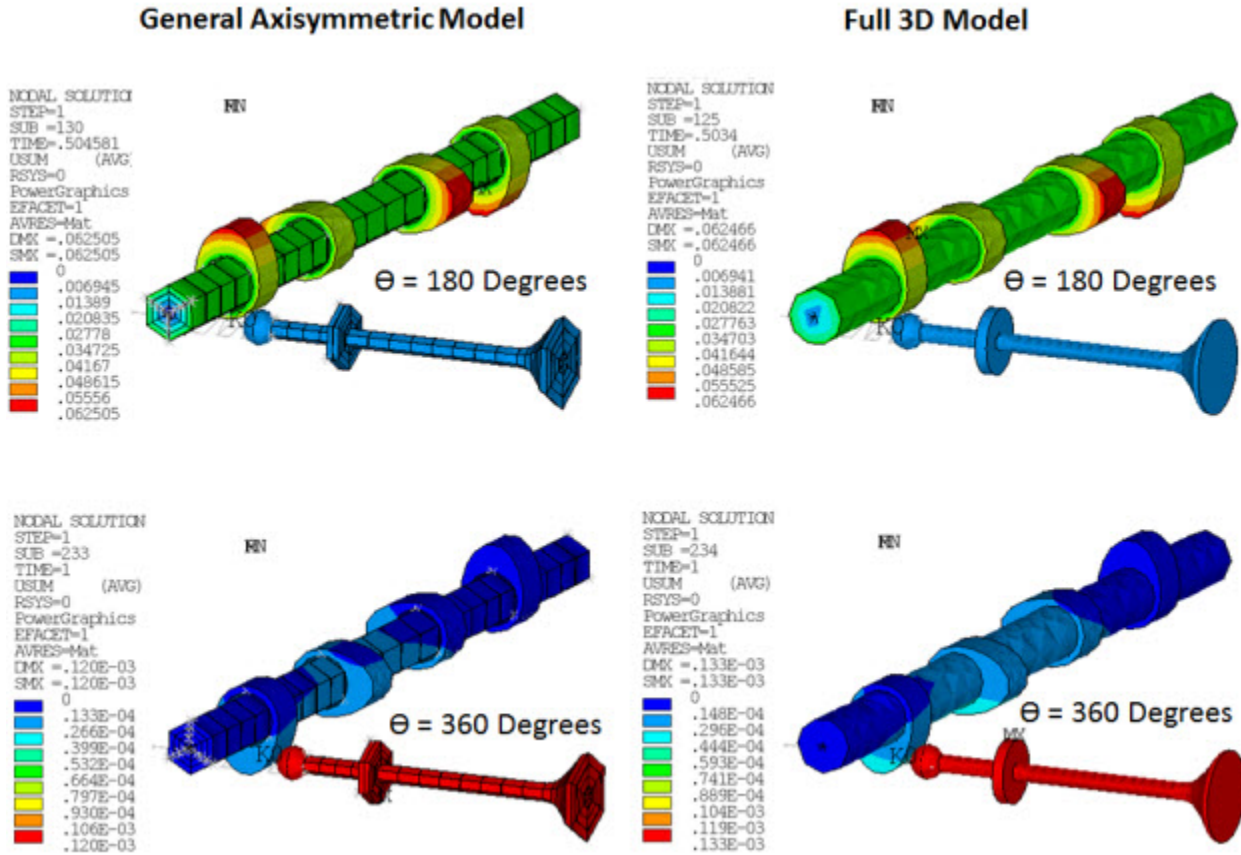 General Axisymmetric Model
Full 3D Model
NODAL SOLUTION
STEP=1
SUB =130
TIME=.504581
USUM (AVG)
RSYS=0
PowerGraphics
EFACET=1
AVRES=Mat
DMX =.062505
SMX =.062505
0
.006945
.01389
.020835
.02778
.034725
.04167
.048615
.05556
.062505
Θ = 180 Degrees
NODAL SOLUTION
STEP=1
SUB =125
TIME=.5034
USUM (AVG)
RSYS=0
PowerGraphics
EFACET=1
AVRES=Mat
DMX =.062466
SMX =.062466
0
.006941
.013881
.020822
.027763
.034703
.041644
.048585
.055525
.062466
MX
Θ = 180 Degrees
NODAL SOLUTION
STEP=1
SUB =233
TIME=1
USUM (AVG)
RSYS=0
PowerGraphics
EFACET=1
AVRES=Mat
DMX =.120E-03
SMX =.120E-03
0
.133E-04
.266E-04
.399E-04
.532E-04
.664E-04
.797E-04
.930E-04
.106E-03
.120E-03
Θ = 360 Degrees
NODAL SOLUTION
STEP=1
SUB =234
TIME=1
USUM (AVG)
RSYS=0
PowerGraphics
EFACET=1
AVRES=Mat
DMX =.133E-03
SMX =.133E-03
0
.148E-04
.296E-04
.444E-04
.593E-04
.741E-04
.889E-04
.104E-03
.119E-03
.133E-03
Θ = 360 Degrees
MX